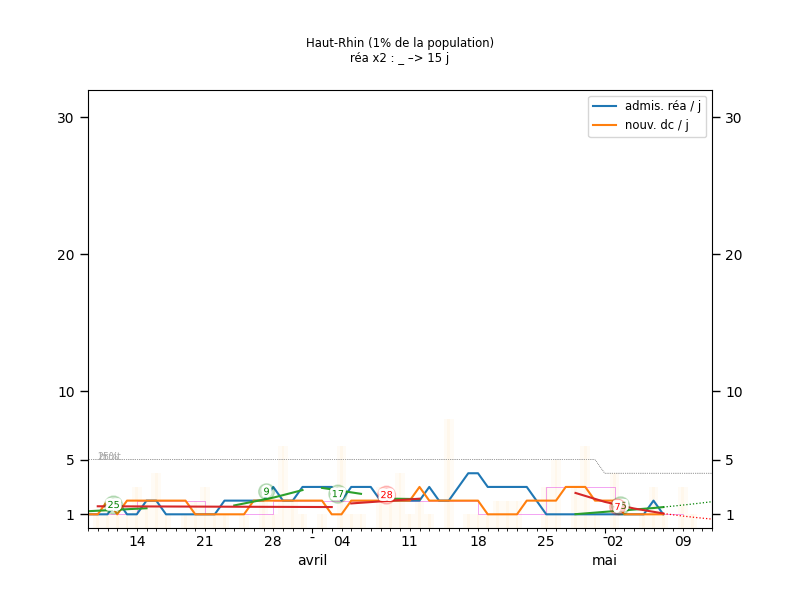 Haut-Rhin (1% de la population)
réa x2 : _ –> 15 j
admis. réa / j
nouv. dc / j
30 30
20 20
10 10
5 5
1 1
25 9 17 28
14 21 28 - 04 11 18 25 - 02 09
avril mai